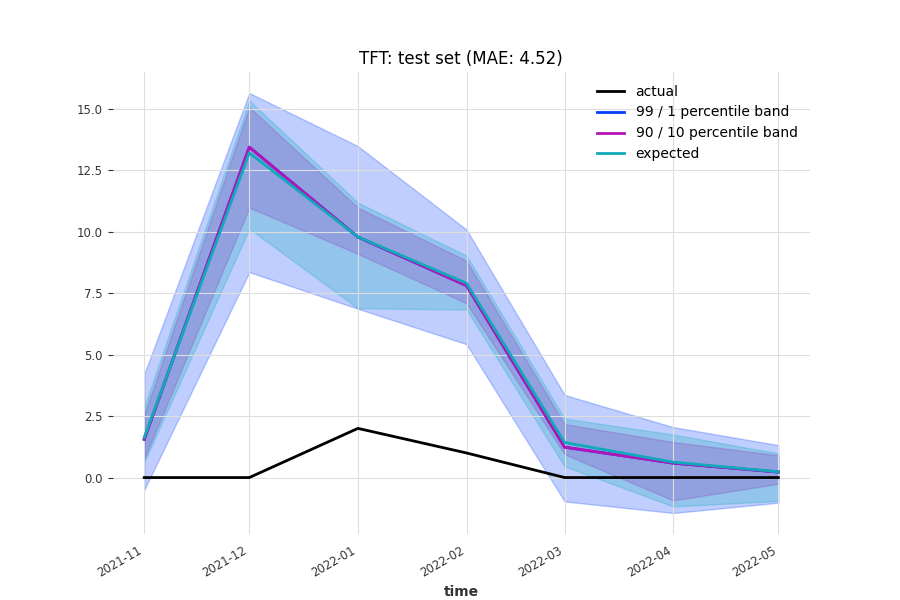 TFT: test set (MAE: 4.52)
actual
99 / 1 percentile band
90 / 10 percentile band
expected
15.0
12.5
10.0
7.5
5.0
2.5
0.0
2021-11
2021-12
2022-01
2022-02
2022-03
2022-04
2022-05
time